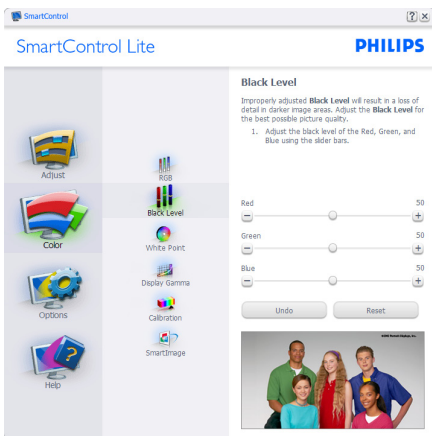 SmartControl
SmartControl Lite
PHILIPS
Adjust
Color
Options
Help
RGB
Black Level
White Point
Display Gamma
Calibration
SmartImage
Black Level
Improperly adjusted Black Level will result in a loss of
detail in darker image areas. Adjust the Black Level for
the best possible picture quality.
1. Adjust the black level of the Red, Green, and
Blue using the slider bars.
Red 50
Green 50
Blue 50
Undo Reset